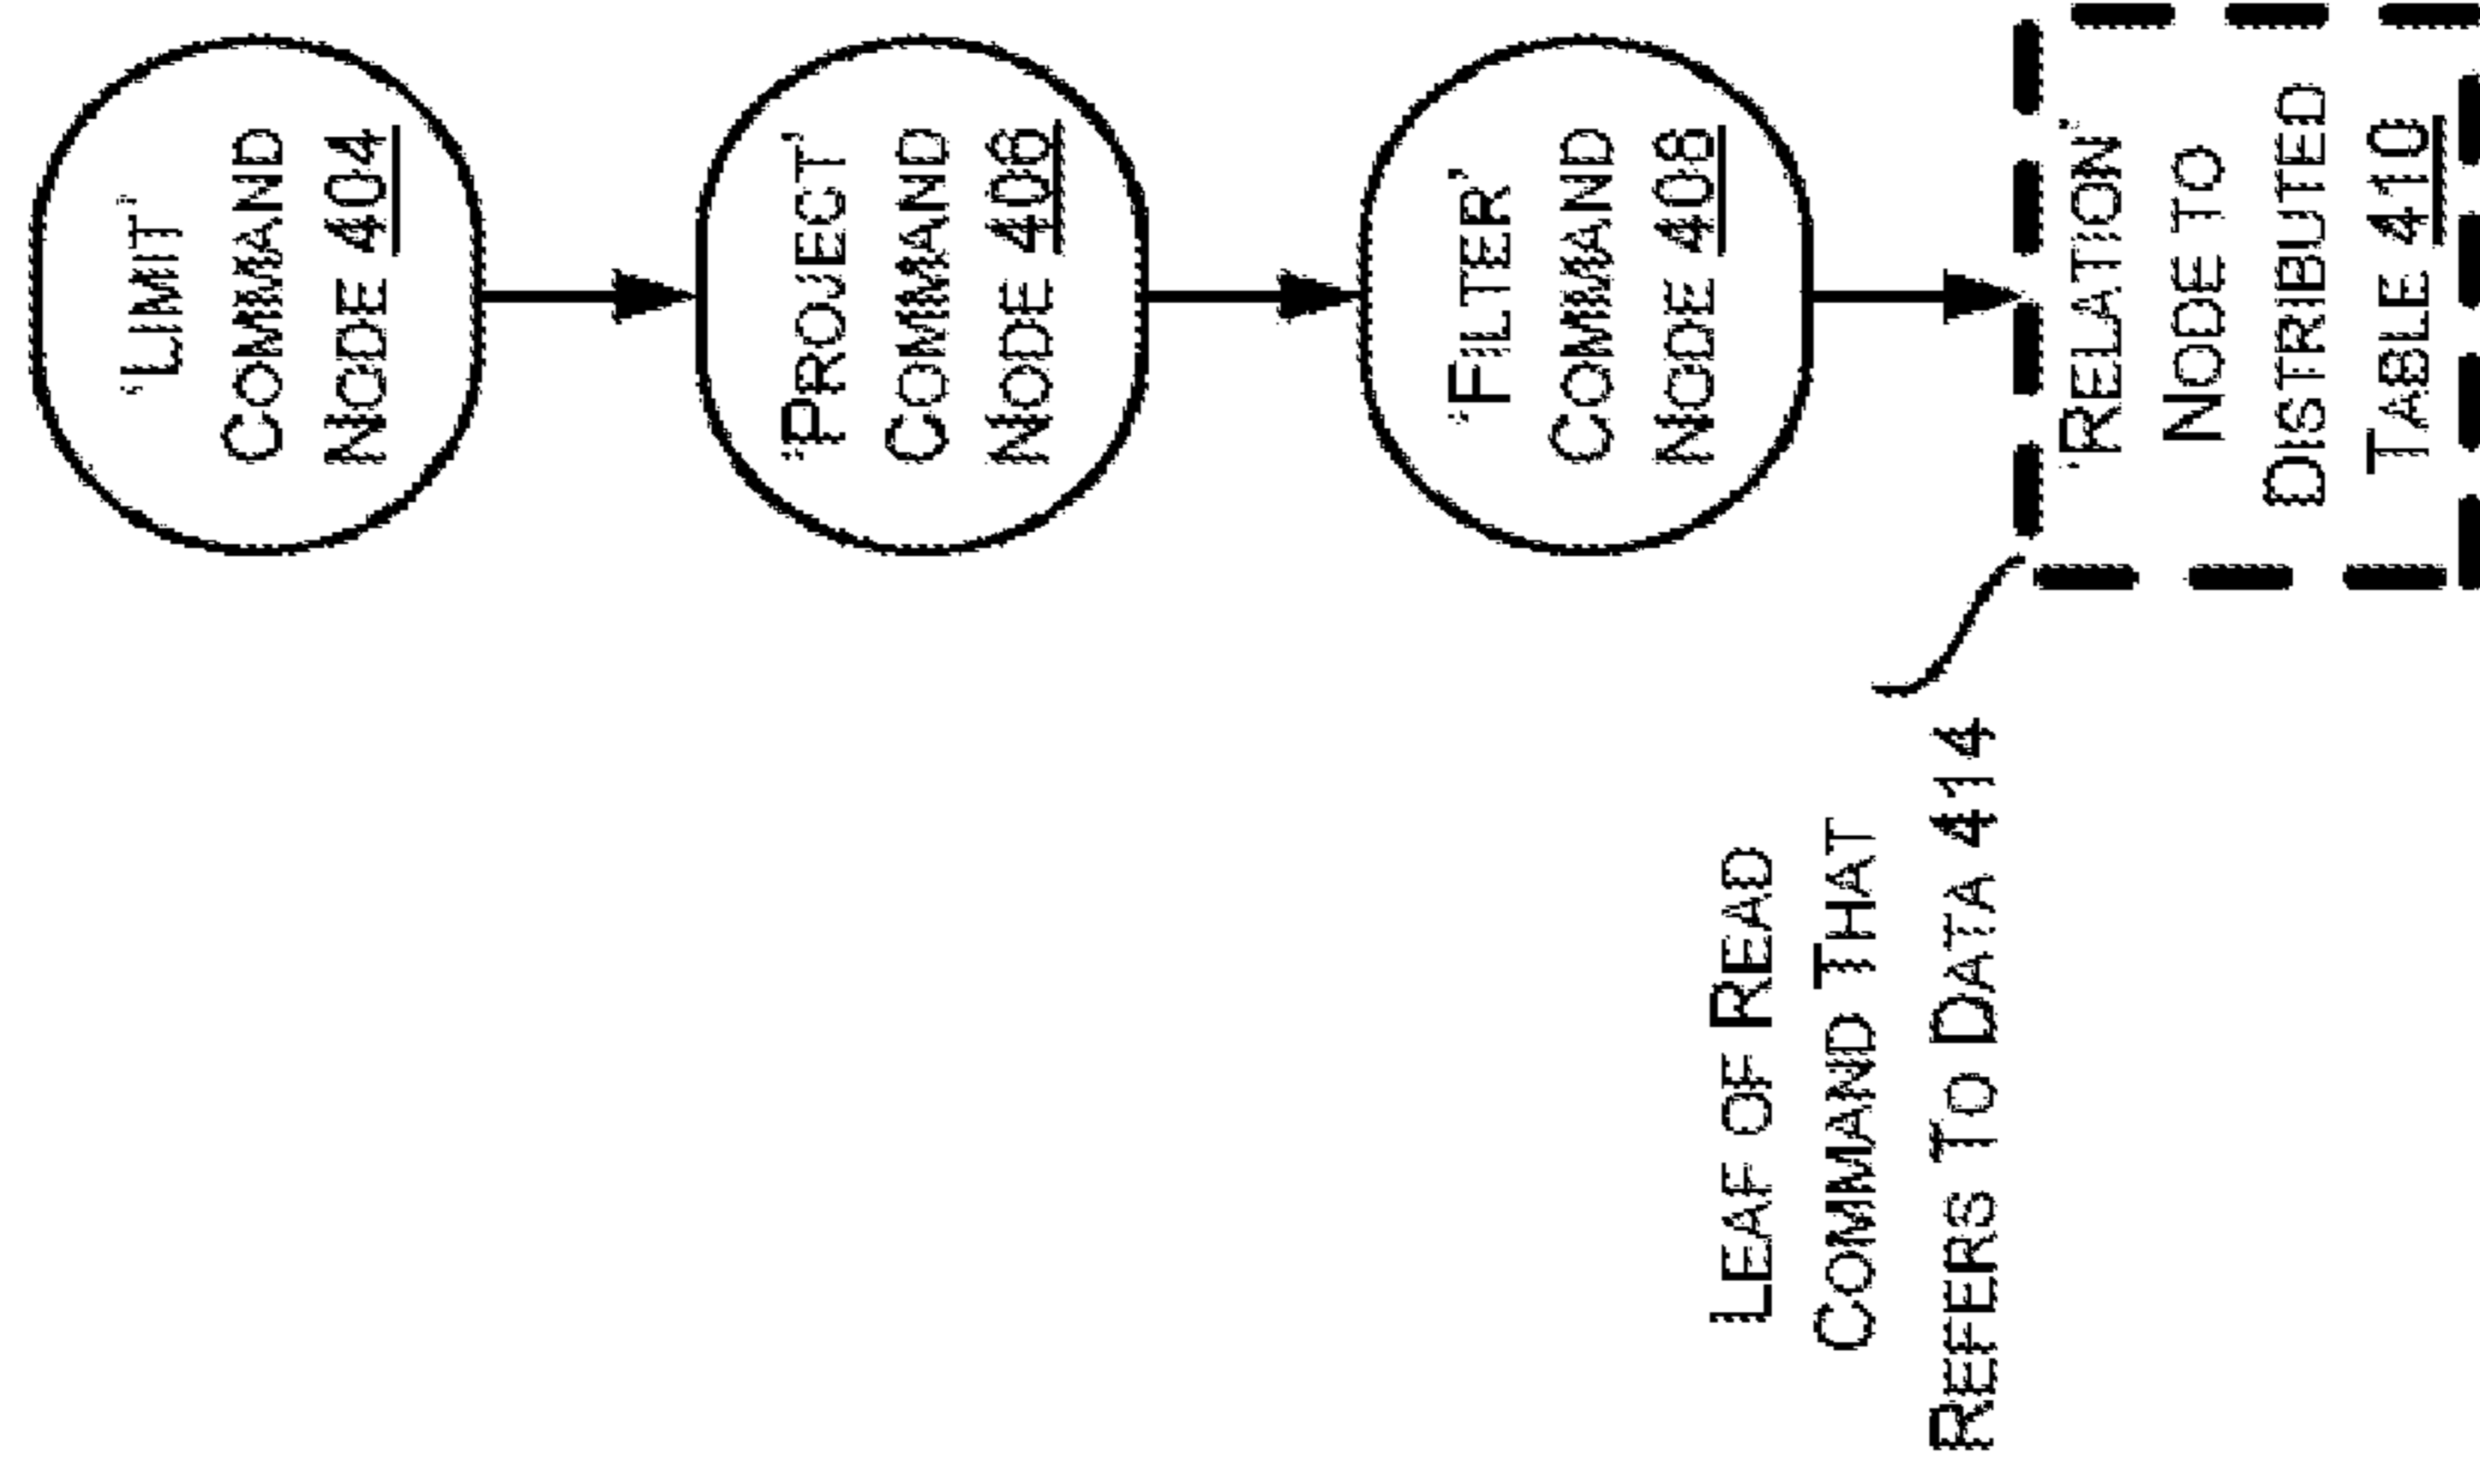 'LIMIT'
COMMAND
NODE 404
'PROJECT'
COMMAND
NODE 406
'FILTER'
COMMAND
NODE 408
LEAF OF READ
COMMAND THAT
REFERS TO DATA 414
'RELATION'
NODE TO
DISTRIBUTED
TABLE 410